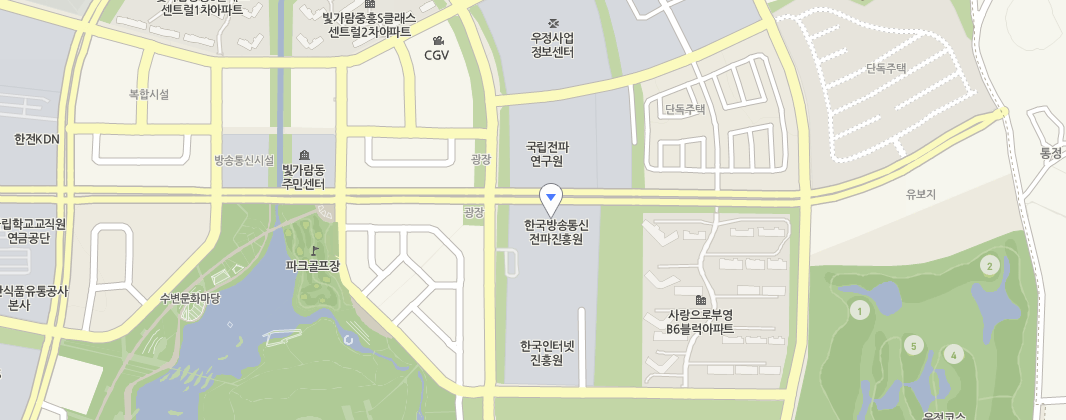 센트럴1차아파트
빛가람중흥S클래스
센트럴2차아파트
CGV
우정사업
정보센터
단독주택
복합시설
단독주택
한전KDN
국립전파
연구원
방송통신시설
광장
빛가람동
주민센터
통정
유보지
광장
립학교교직원
연금공단
한국방송통신
전파진흥원
파크골프장
수변문화마당
식품유통공사
본사
사랑으로부영
B6블럭아파트
한국인터넷
진흥원
2
1
5
4